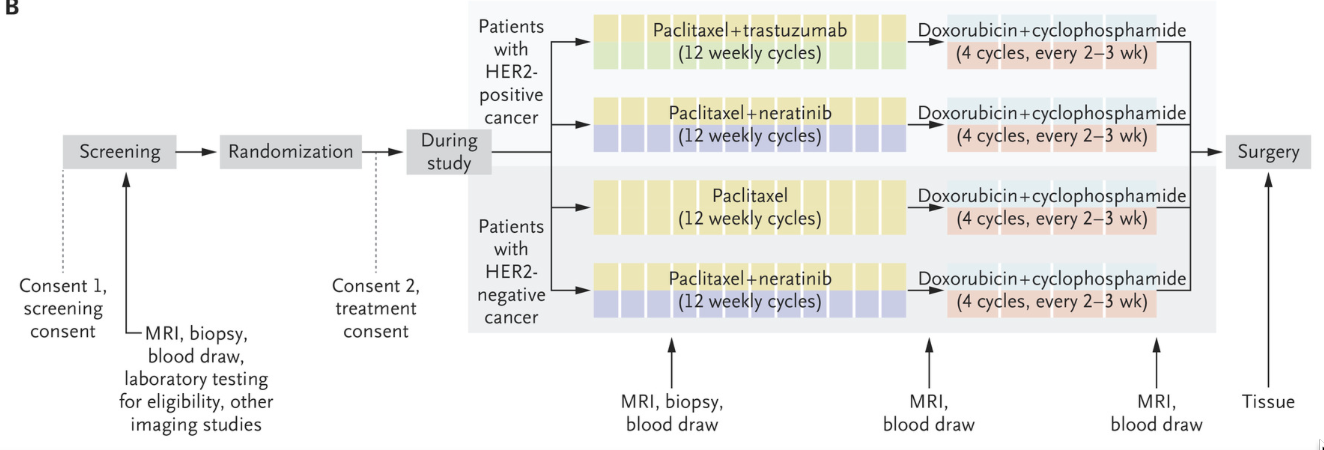 B
Screening
Randomization
During
study
Patients
with
HER2-
positive
cancer
Paclitaxel+trastuzumab
(12 weekly cycles)
Doxorubicin+cyclophosphamide
(4 cycles, every 2–3 wk)
Paclitaxel+neratinib
(12 weekly cycles)
Doxorubicin+cyclophosphamide
(4 cycles, every 2–3 wk)
Patients
with
HER2-
negative
cancer
Paclitaxel
(12 weekly cycles)
Doxorubicin+cyclophosphamide
(4 cycles, every 2–3 wk)
Paclitaxel+neratinib
(12 weekly cycles)
Doxorubicin+cyclophosphamide
(4 cycles, every 2–3 wk)
Surgery
Consent 1,
screening
consent
MRI, biopsy,
blood draw,
laboratory testing
for eligibility, other
imaging studies
Consent 2,
treatment
consent
MRI, biopsy,
blood draw
MRI,
blood draw
MRI,
blood draw
Tissue